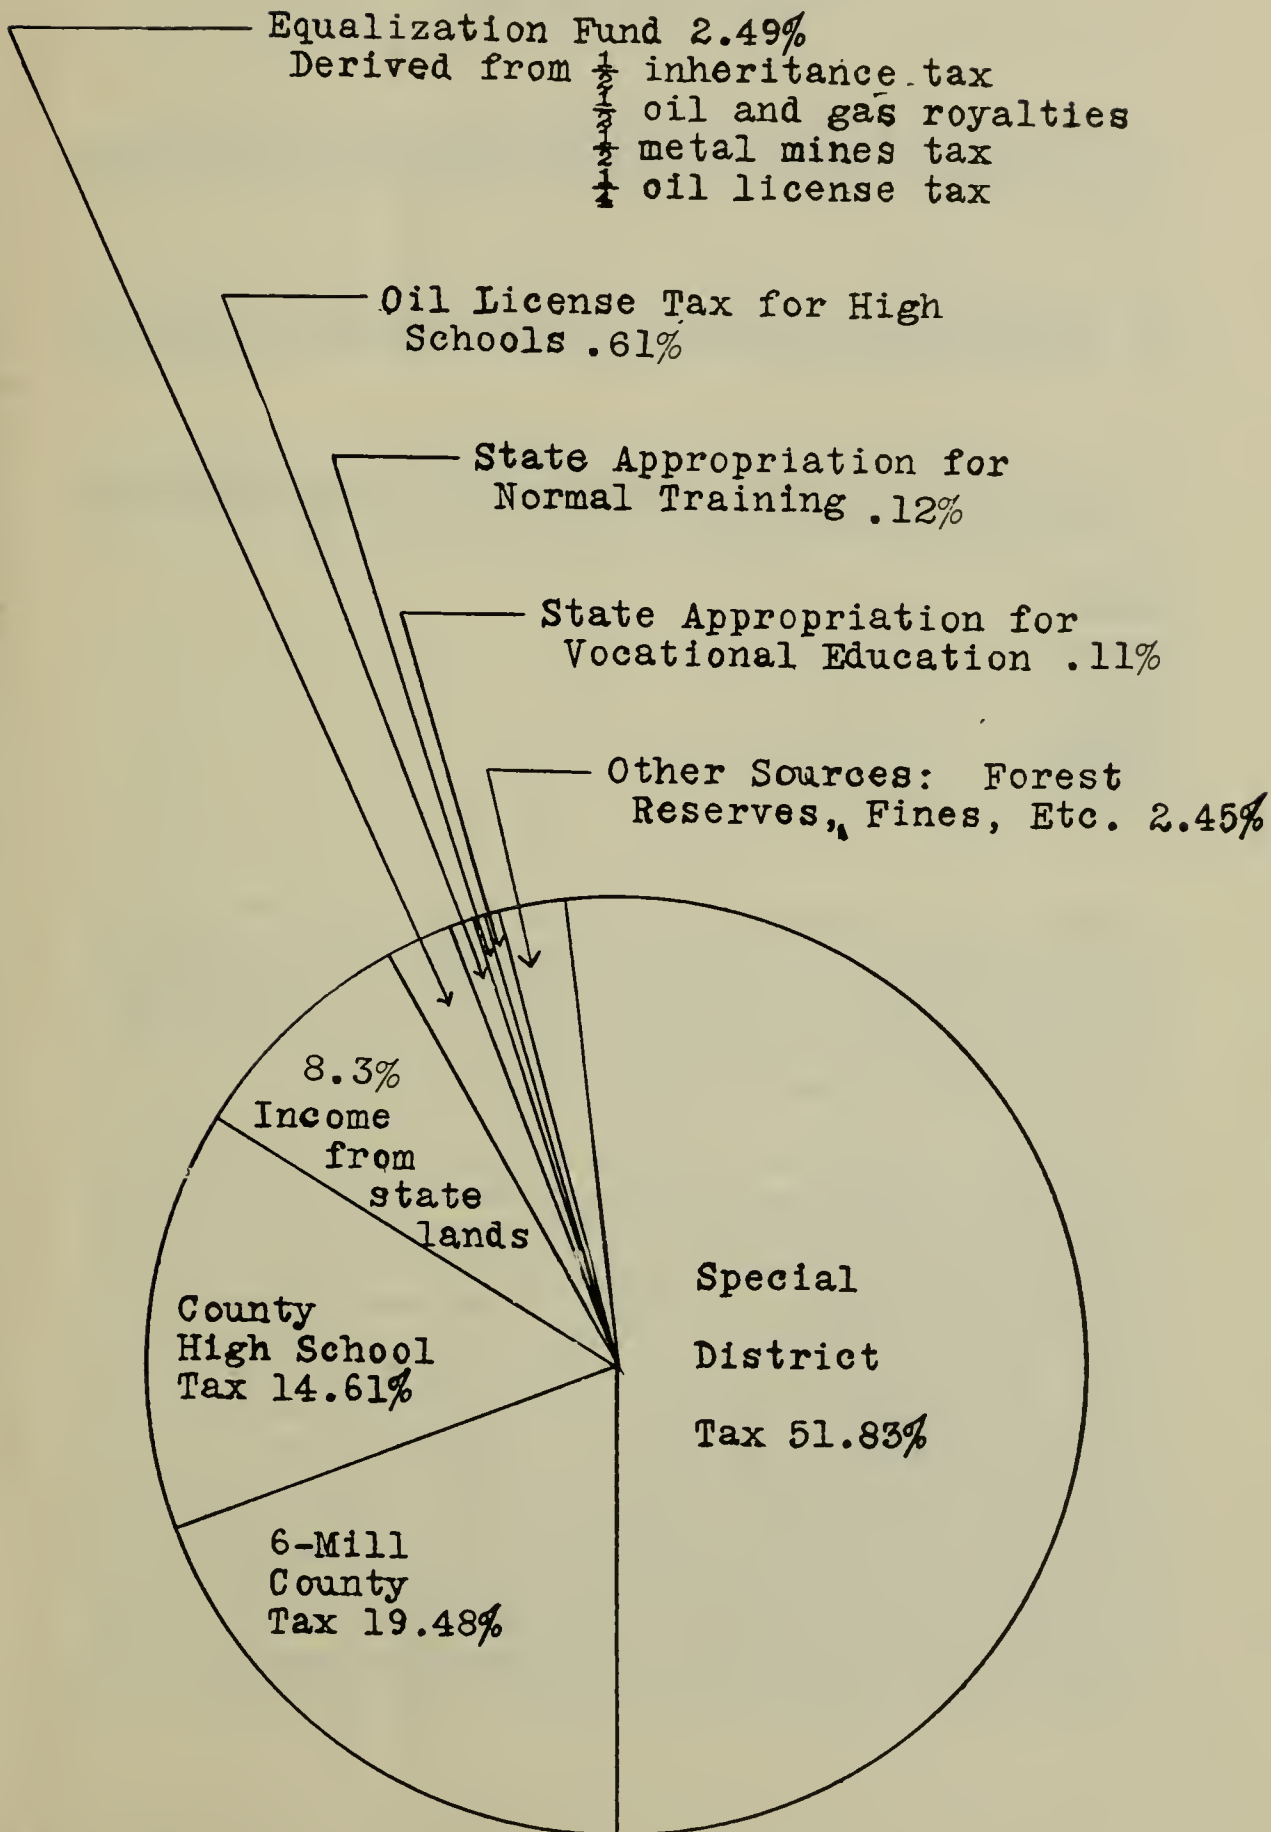 Equalization Fund 2.49%
Derived from ½ inheritance tax
½ oil and gas royalties
½ metal mines tax
¼ oil license tax
Oil License Tax for High
Schools .61%
State Appropriation for
Normal Training .12%
State Appropriation for
Vocational Education .11%
Other Sources: Forest
Reserves, Fines, Etc. 2.45%
8.3%
Income
from
state
lands
County
High School
Tax 14.61%
6-Mill
County
Tax 19.48%
Special
District
Tax 51.83%